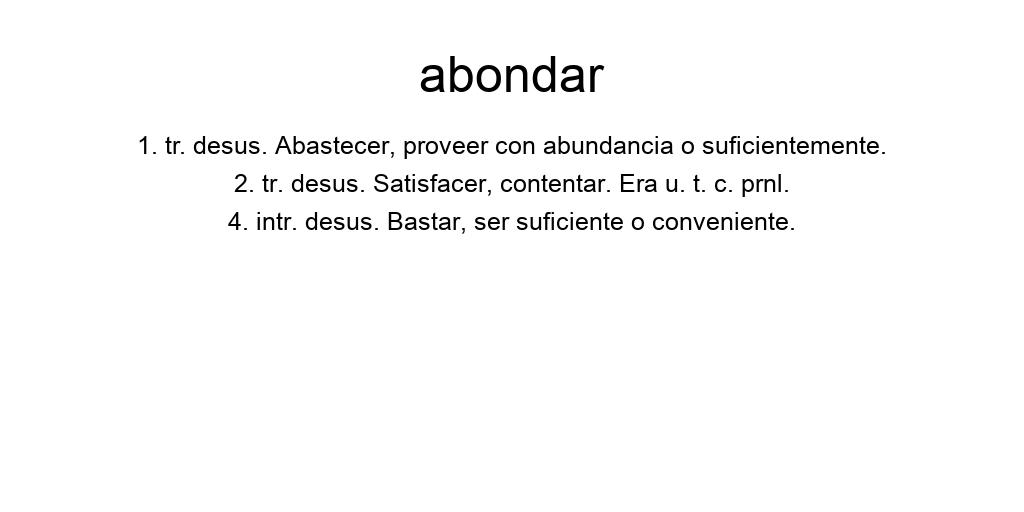 abondar
1. tr. desus. Abastecer, proveer con abundancia o suficientemente.
2. tr. desus. Satisfacer, contentar. Era u. t. c. prnl.
4. intr. desus. Bastar, ser suficiente o conveniente.